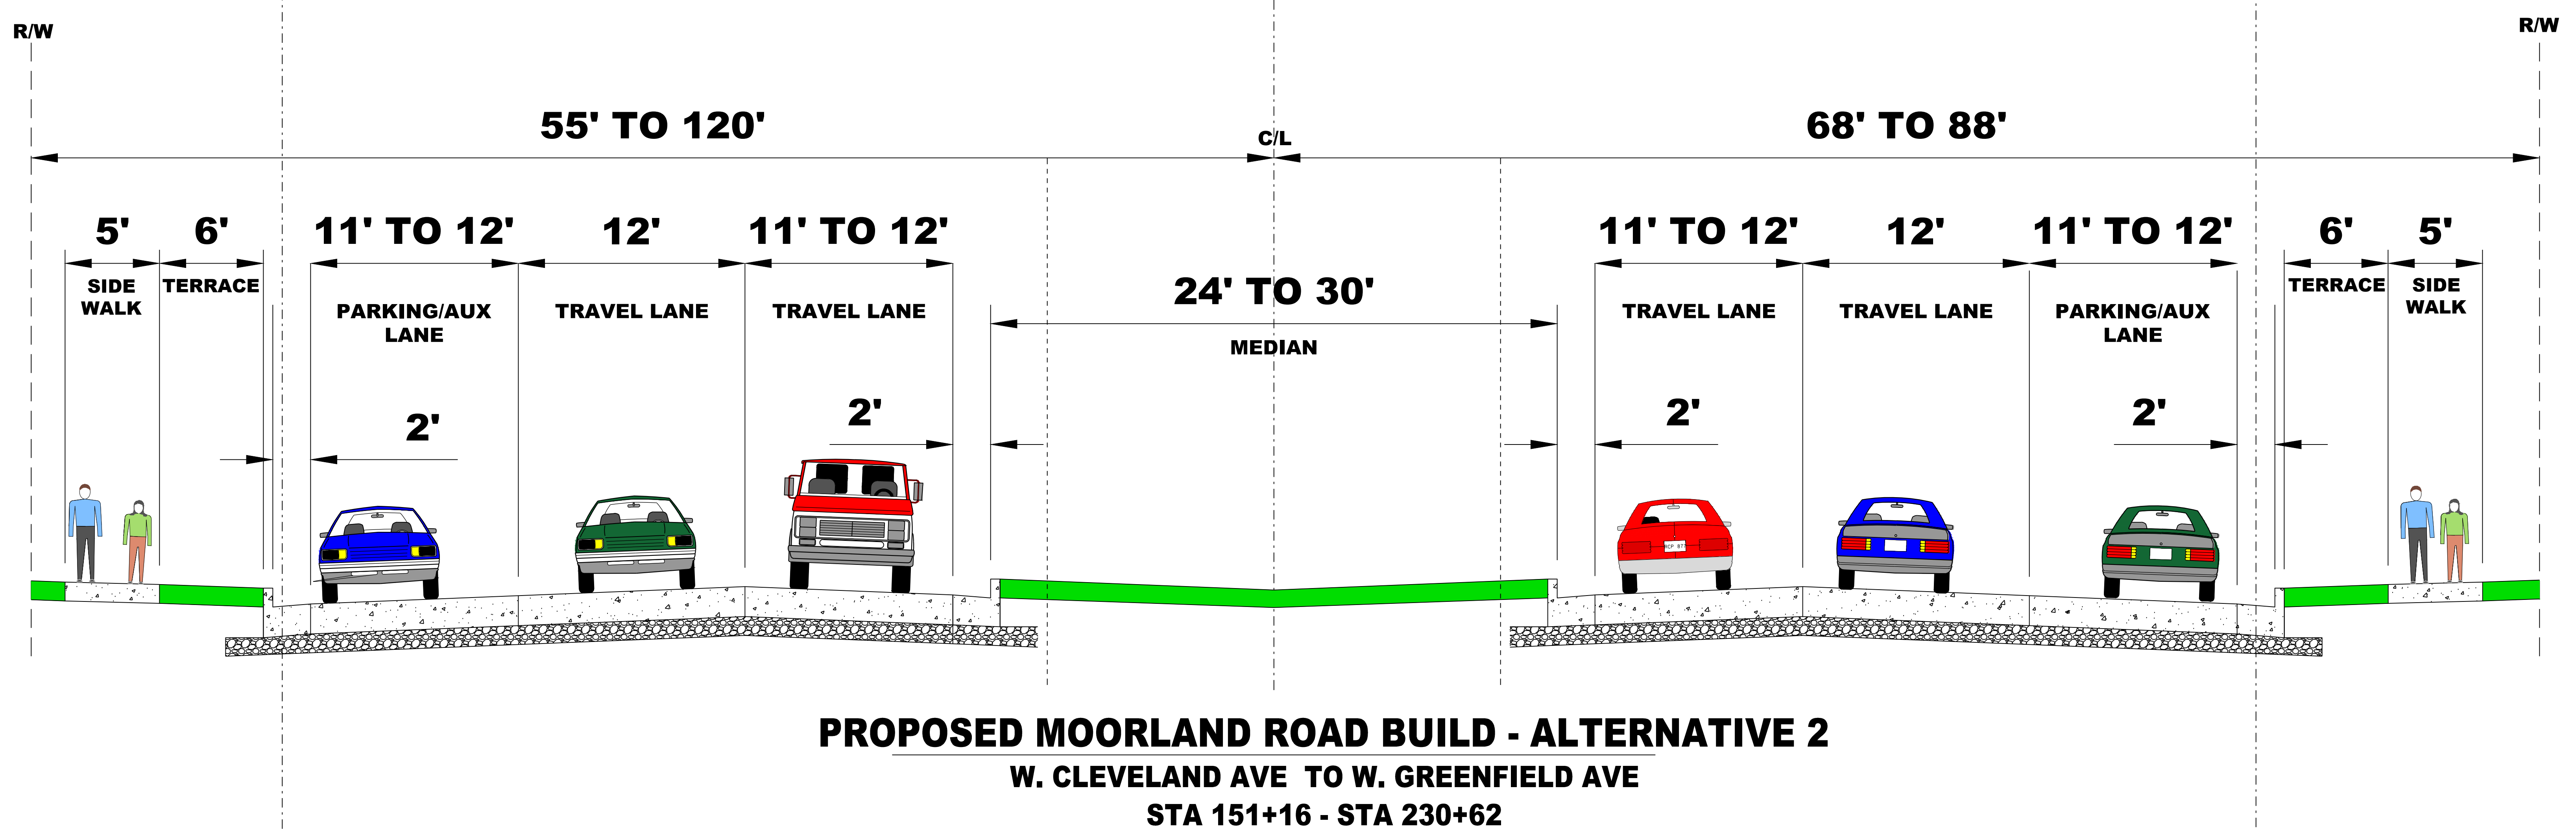 R/W
R/W
55' TO 120'
C/L
68' TO 88'
5'
6'
11' TO 12'
12'
11' TO 12'
11' TO 12'
12'
11' TO 12'
6'
5'
SIDE
WALK
TERRACE
PARKING/AUX
LANE
TRAVEL LANE
TRAVEL LANE
24' TO 30'
MEDIAN
TRAVEL LANE
TRAVEL LANE
PARKING/AUX
LANE
TERRACE
SIDE
WALK
2'
2'
2'
2'
PROPOSED MOORLAND ROAD BUILD - ALTERNATIVE 2
W. CLEVELAND AVE TO W. GREENFIELD AVE
STA 151+16 - STA 230+62